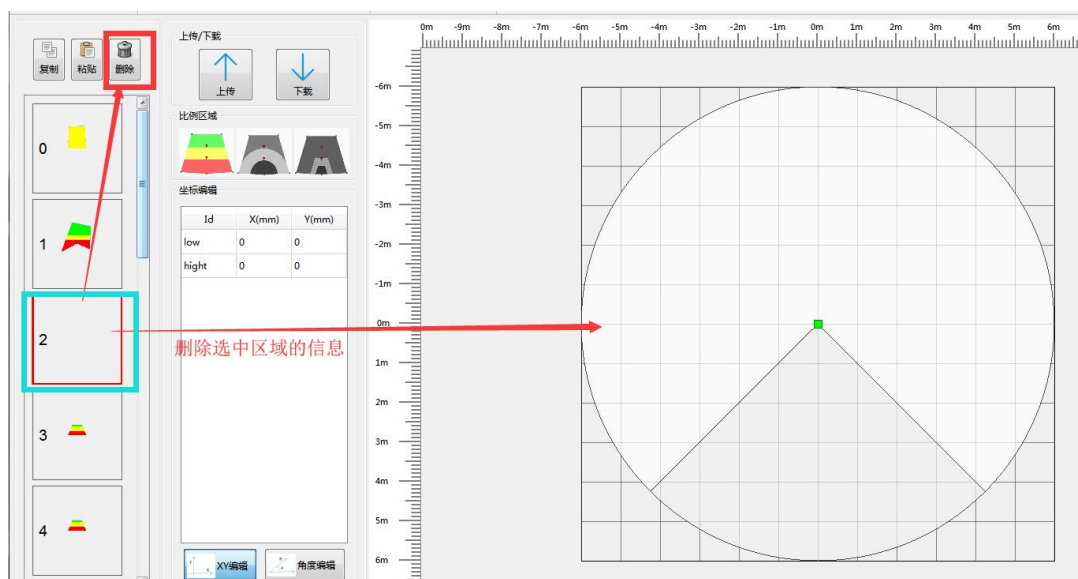 复制 粘贴 删除
上传/下载
上传 下载
比例区域
坐标编辑
Id X(mm) Y(mm)
low 0 0
hight 0 0
XY编辑 角度编辑
0
1
2
3
4
删除选中区域的信息
0m -9m -8m -7m -6m -5m -4m -3m -2m -1m 0m 1m 2m 3m 4m 5m 6m
-6m
-5m
-4m
-3m
-2m
-1m
0m
1m
2m
3m
4m
5m
6m